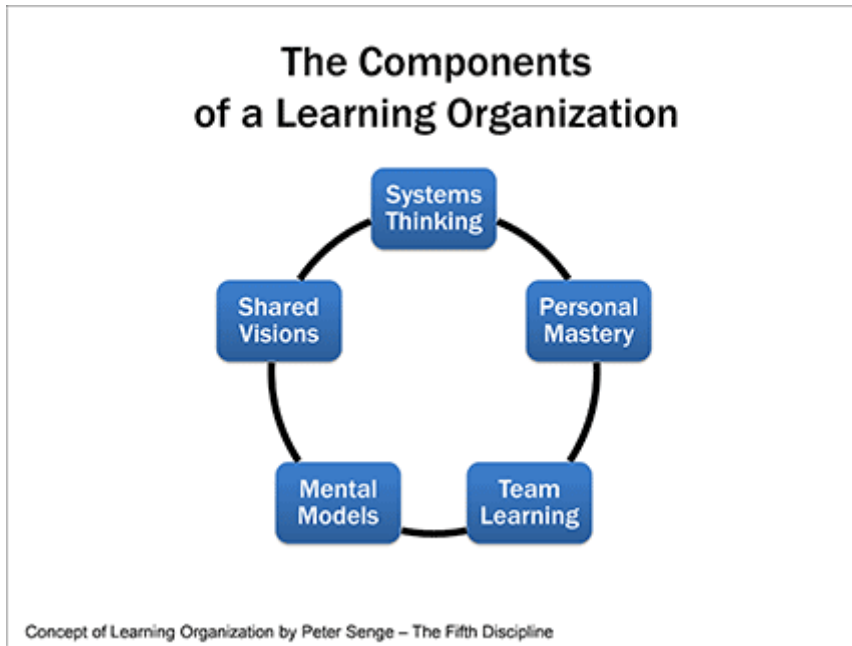 The Components
of a Learning Organization
Systems
Thinking
Personal
Mastery
Team
Learning
Mental
Models
Shared
Visions
Concept of Learning Organization by Peter Senge – The Fifth Discipline